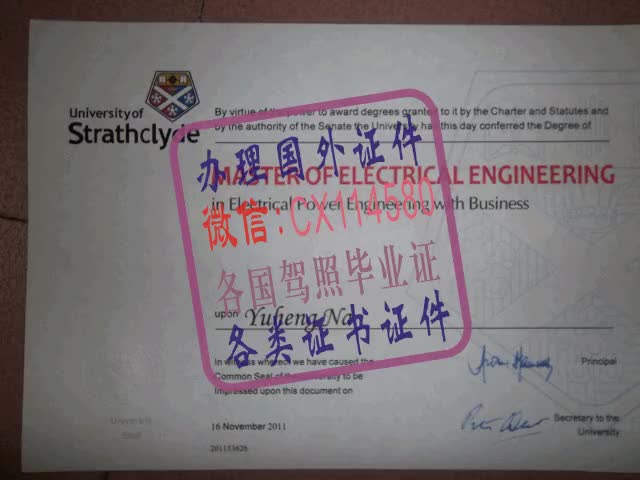 University of
Strathclyde
By virtue of the power to award degrees granted to it by the Charter and Statutes and
by the authority of the Senate the University has this day conferred the Degree of
MASTER OF ELECTRICAL ENGINEERING
in Electrical Power Engineering with Business
办理国外证件
微信:CX114580
各国驾照毕业证
各类证书证件
upon Yuheng Na
In witness whereof we have caused the
Common Seal of the University to be
impressed upon this document on
Principal
University
Seal
16 November 2011
Secretary to the
University
201153626